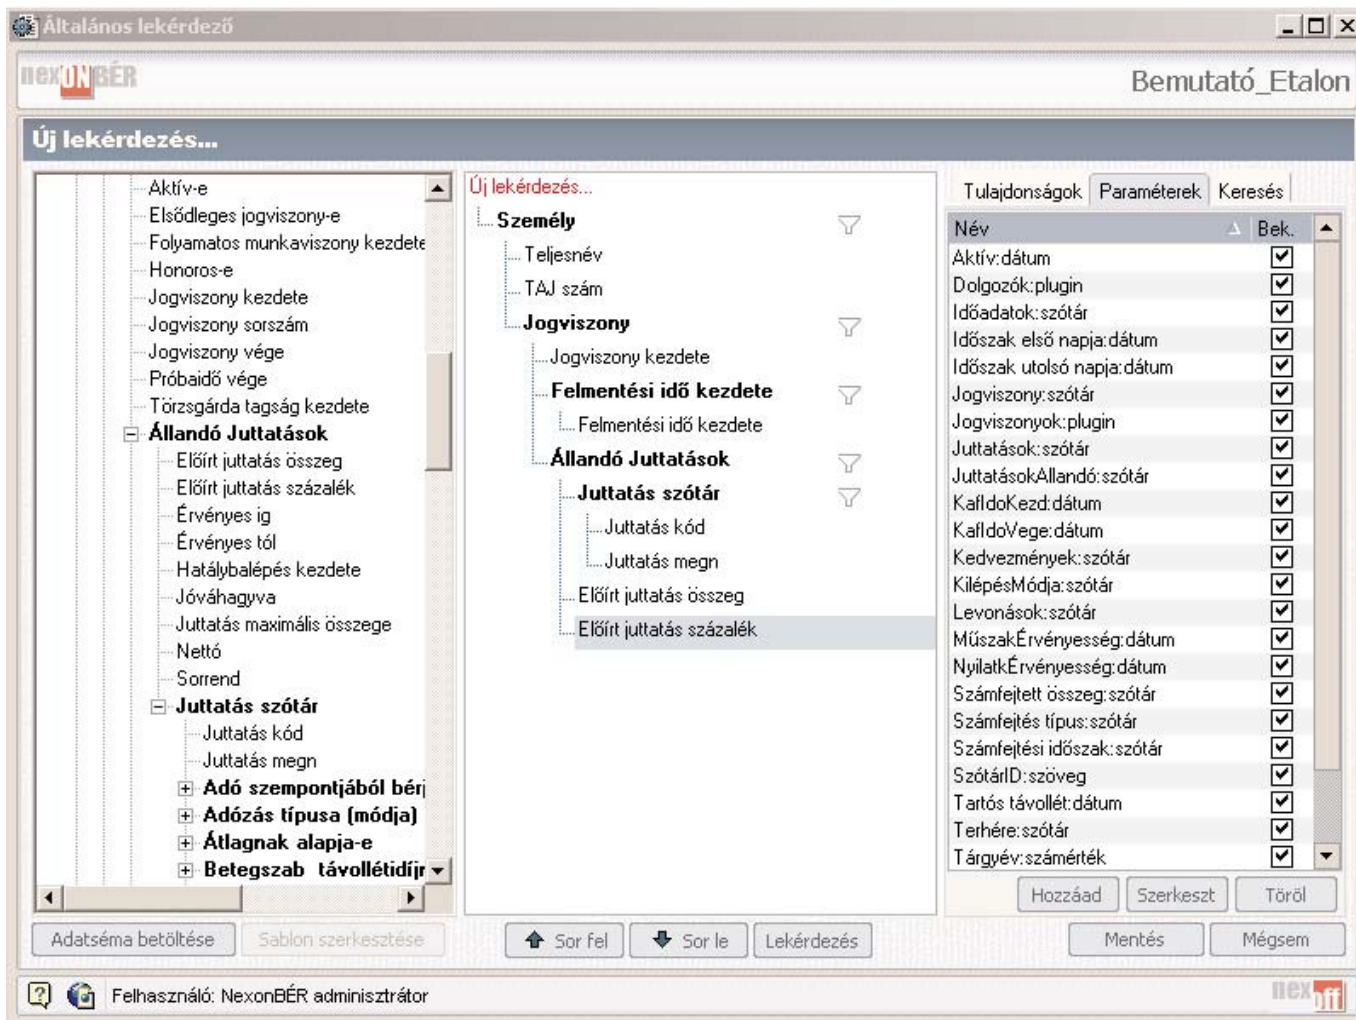 Általános lekérdező
nexONBÉR
Bemutató_Etalon
Új lekérdezés...
Aktív-e
Elsődleges jogviszony-e
Folyamatos munkaviszony kezdete
Honoros-e
Jogviszony kezdete
Jogviszony sorszám
Jogviszony vége
Próbaidő vége
Törzsgárda tagság kezdete
Állandó Juttatások
Előírt juttatás összeg
Előírt juttatás százalék
Érvényes ig
Érvényes tól
Hatálybalépés kezdete
Jóváhagyva
Juttatás maximális összege
Nettó
Sorrend
Juttatás szótár
Juttatás kód
Juttatás megn
Adó szempontjából bérj
Adózás típusa (módja)
Átlagnak alapja-e
Betegszab távollétidíjr
Adatséma betöltése
Sablon szerkesztése
Új lekérdezés...
Személy
Teljesnév
TAJ szám
Jogviszony
Jogviszony kezdete
Felmentési idő kezdete
Felmentési idő kezdete
Állandó Juttatások
Juttatás szótár
Juttatás kód
Juttatás megn
Előírt juttatás összeg
Előírt juttatás százalék
Sor fel
Sor le
Lekérdezés
Tulajdonságok Paraméterek Keresés
Név Bek.
Aktív:dátum
Dolgozók:plugin
Időadatok:szótár
Időszak első napja:dátum
Időszak utolsó napja:dátum
Jogviszony:szótár
Jogviszonyok:plugin
Juttatások:szótár
JuttatásokAllandó:szótár
KafIdoKezd:dátum
KafIdoVege:dátum
Kedvezmények:szótár
KilépésMódja:szótár
Levonások:szótár
MűszakÉrvényesség:dátum
NyilatkÉrvényesség:dátum
Számfejtett összeg:szótár
Számfejtés típus:szótár
Számfejtési időszak:szótár
SzótárID:szöveg
Tartós távollét:dátum
Terhére:szótár
Tárgyév:számérték
Hozzáad Szerkeszt Töröl
Mentés Mégsem
Felhasználó: NexonBÉR adminisztrátor
nexoff